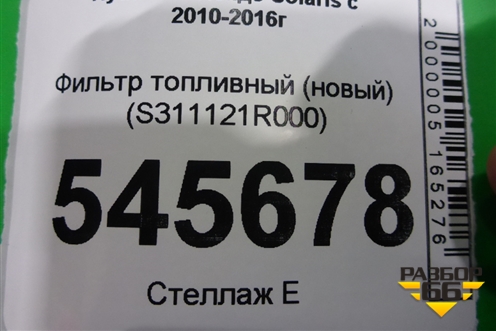 Solaris с
2010-2016г
Фильтр топливный (новый)
(S311121R000)
545678
Стеллаж Е
2000005165276
РАЗБОР
66